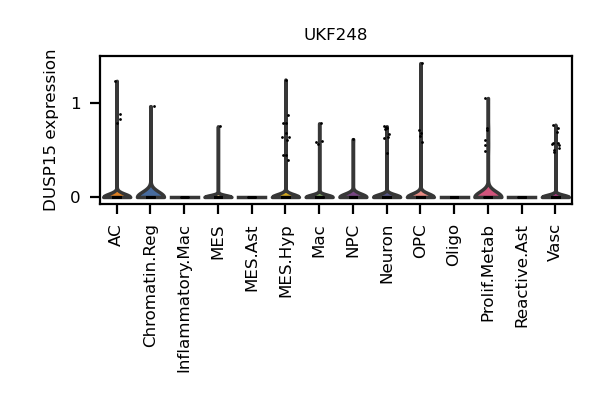 UKF248
DUSP15 expression
1
0
AC
Chromatin.Reg
Inflammatory.Mac
MES
MES.Ast
MES.Hyp
Mac
NPC
Neuron
OPC
Oligo
Prolif.Metab
Reactive.Ast
Vasc